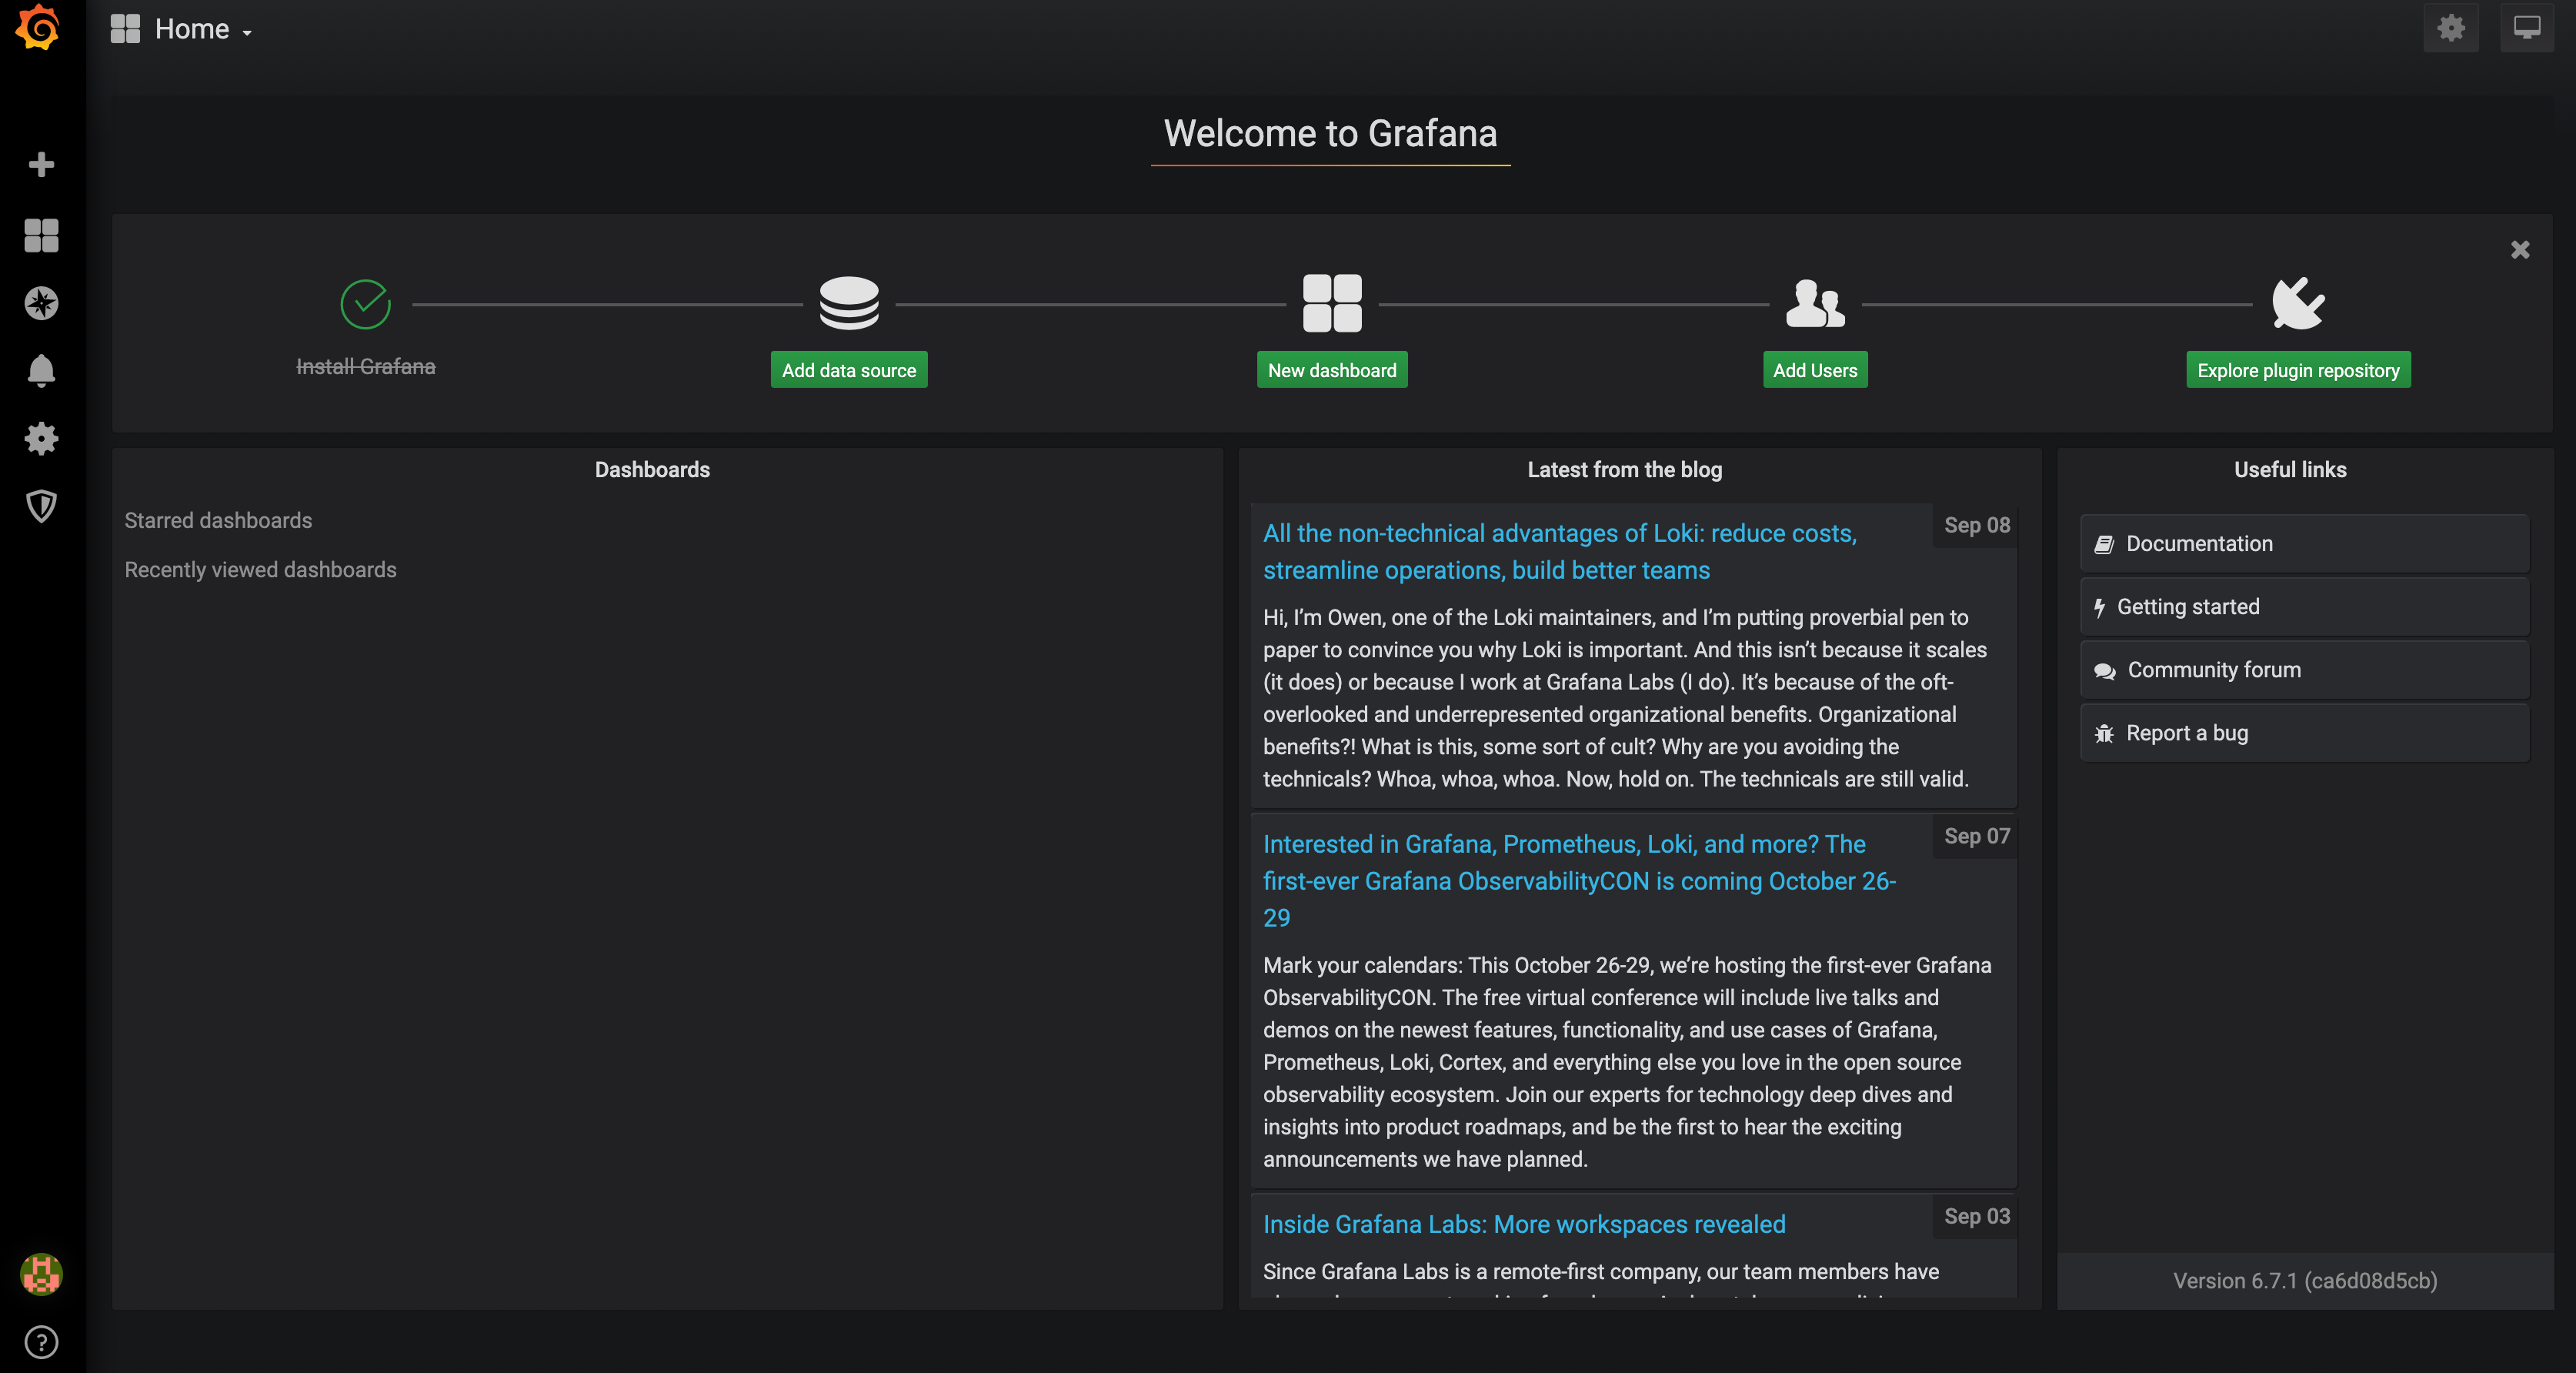 Home
Welcome to Grafana
Install Grafana
Add data source
New dashboard
Add Users
Explore plugin repository
Dashboards
Starred dashboards
Recently viewed dashboards
Latest from the blog
All the non-technical advantages of Loki: reduce costs,
streamline operations, build better teams
Sep 08
Hi, I’m Owen, one of the Loki maintainers, and I’m putting proverbial pen to
paper to convince you why Loki is important. And this isn’t because it scales
(it does) or because I work at Grafana Labs (I do). It’s because of the oft-
overlooked and underrepresented organizational benefits. Organizational
benefits?! What is this, some sort of cult? Why are you avoiding the
technicals? Whoa, whoa, whoa. Now, hold on. The technicals are still valid.
Interested in Grafana, Prometheus, Loki, and more? The
first-ever Grafana ObservabilityCON is coming October 26-
29
Sep 07
Mark your calendars: This October 26-29, we’re hosting the first-ever Grafana
ObservabilityCON. The free virtual conference will include live talks and
demos on the newest features, functionality, and use cases of Grafana,
Prometheus, Loki, Cortex, and everything else you love in the open source
observability ecosystem. Join our experts for technology deep dives and
insights into product roadmaps, and be the first to hear the exciting
announcements we have planned.
Inside Grafana Labs: More workspaces revealed
Sep 03
Since Grafana Labs is a remote-first company, our team members have
Useful links
Documentation
Getting started
Community forum
Report a bug
Version 6.7.1 (ca6d08d5cb)